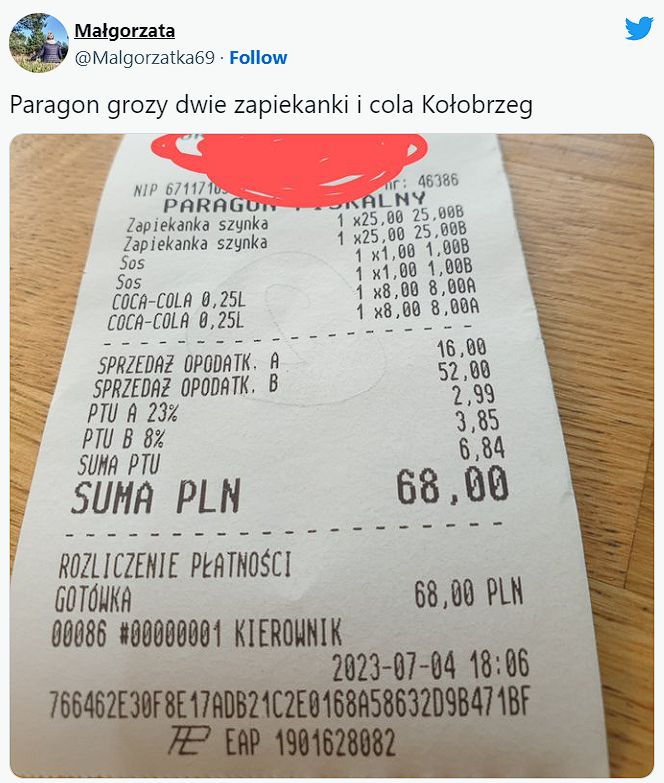 Małgorzata
@Malgorzatka69 · Follow
Paragon grozy dwie zapiekanki i cola Kołobrzeg
NIP 671171 nr: 46386
PARAGON FISKALNY
Zapiekanka szynka 1 x25,00 25,00B
Zapiekanka szynka 1 x25,00 25,00B
Sos 1 x1,00 1,00B
Sos 1 x1,00 1,00B
COCA-COLA 0,25L 1 x8,00 8,00A
COCA-COLA 0,25L 1 x8,00 8,00A
SPRZEDAŻ OPODATK. A 16,00
SPRZEDAŻ OPODATK. B 52,00
PTU A 23% 2,99
PTU B 8% 3,85
SUMA PTU 6,84
SUMA PLN 68,00
ROZLICZENIE PŁATNOŚCI
GOTÓWKA 68,00 PLN
00086 #00000001 KIEROWNIK
2023-07-04 18:06
766462E30F8E17ADB21C2E0168A58632D9B471BF
EAP 1901628082